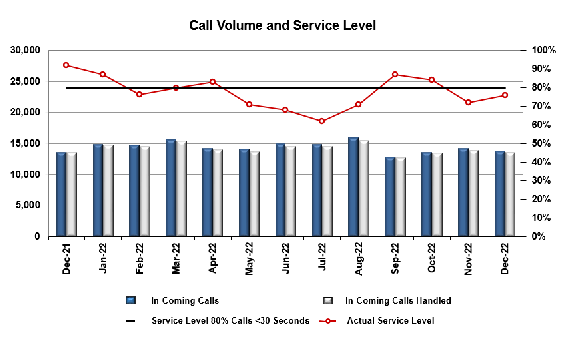 Call Volume and Service Level
30,000
25,000
20,000
15,000
10,000
5,000
0
100%
90%
80%
70%
60%
50%
40%
30%
20%
10%
0%
Dec-21
Jan-22
Feb-22
Mar-22
Apr-22
May-22
Jun-22
Jul-22
Aug-22
Sep-22
Oct-22
Nov-22
Dec-22
In Coming Calls
In Coming Calls Handled
Service Level 80% Calls <30 Seconds
Actual Service Level